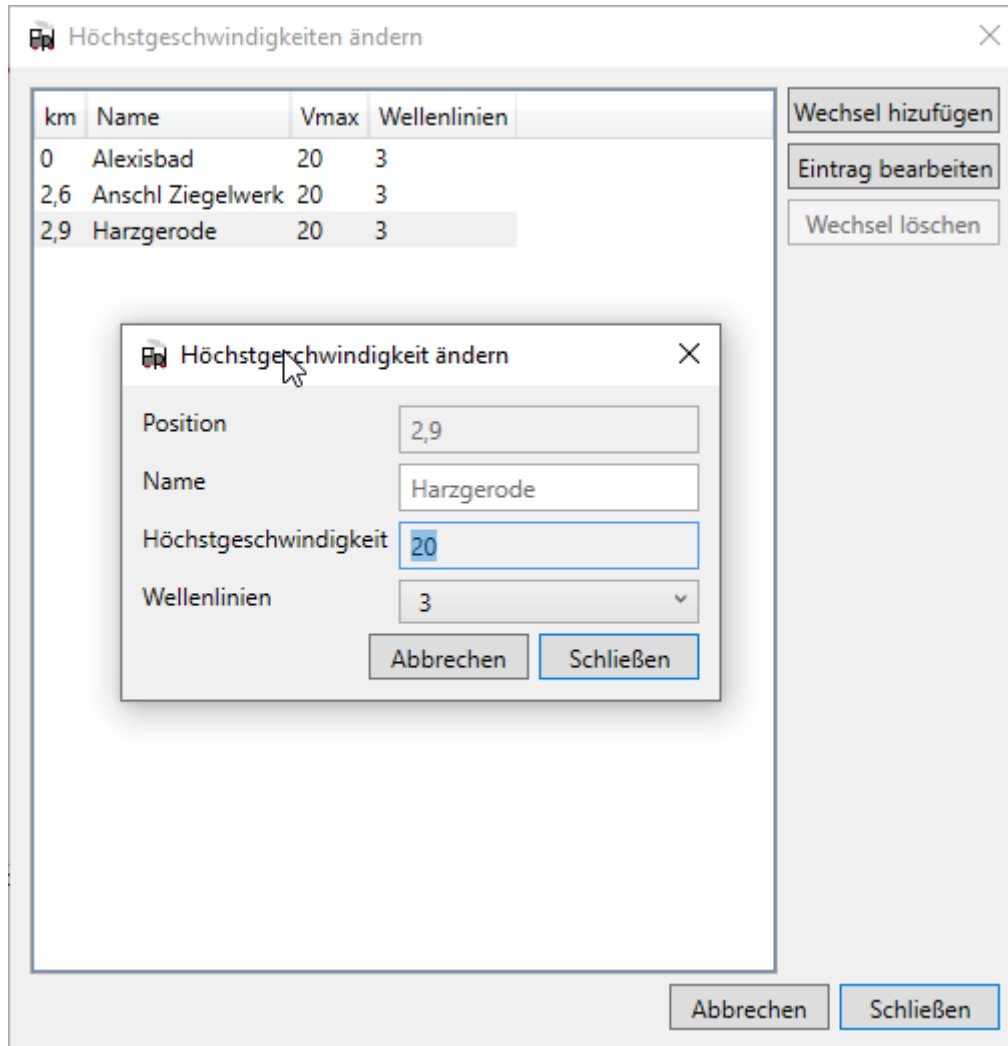 Höchstgeschwindigkeiten ändern
km Name Vmax Wellenlinien
0 Alexisbad 20 3
2,6 Anschl Ziegelwerk 20 3
2,9 Harzgerode 20 3
Wechsel hizufügen
Eintrag bearbeiten
Wechsel löschen
Höchstgeschwindigkeit ändern
Position 2,9
Name Harzgerode
Höchstgeschwindigkeit 20
Wellenlinien 3
Abbrechen Schließen
Abbrechen Schließen